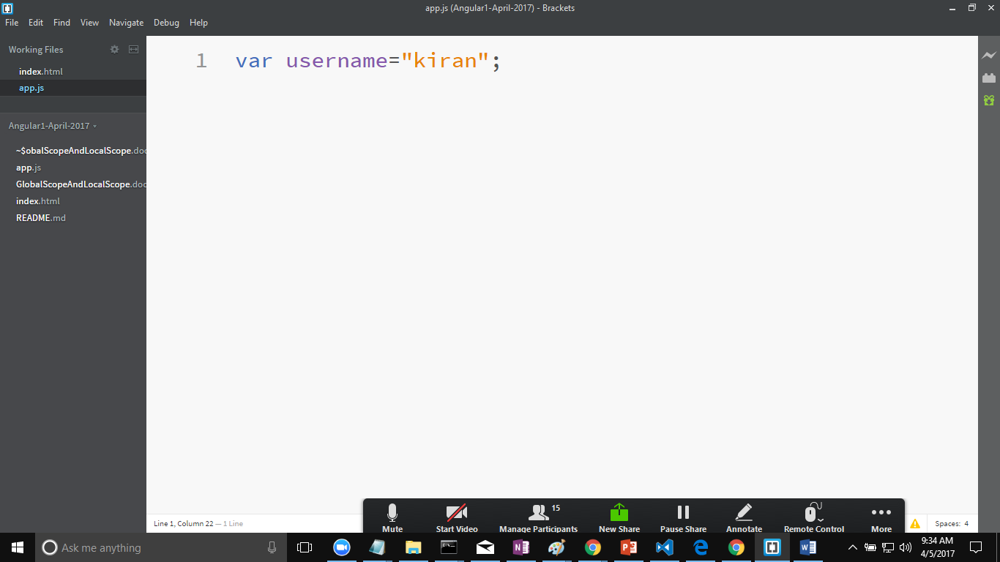 app.js (Angular1-April-2017) - Brackets
File Edit Find View Navigate Debug Help
Working Files
index.html
app.js
Angular1-April-2017
~$obalScopeAndLocalScope.doc
app.js
GlobalScopeAndLocalScope.doc
index.html
README.md
1 var username="kiran";
Line 1, Column 22 — 1 Line
15
Mute Start Video Manage Participants New Share Pause Share Annotate Remote Control More
Spaces: 4
Ask me anything
9:34 AM
4/5/2017